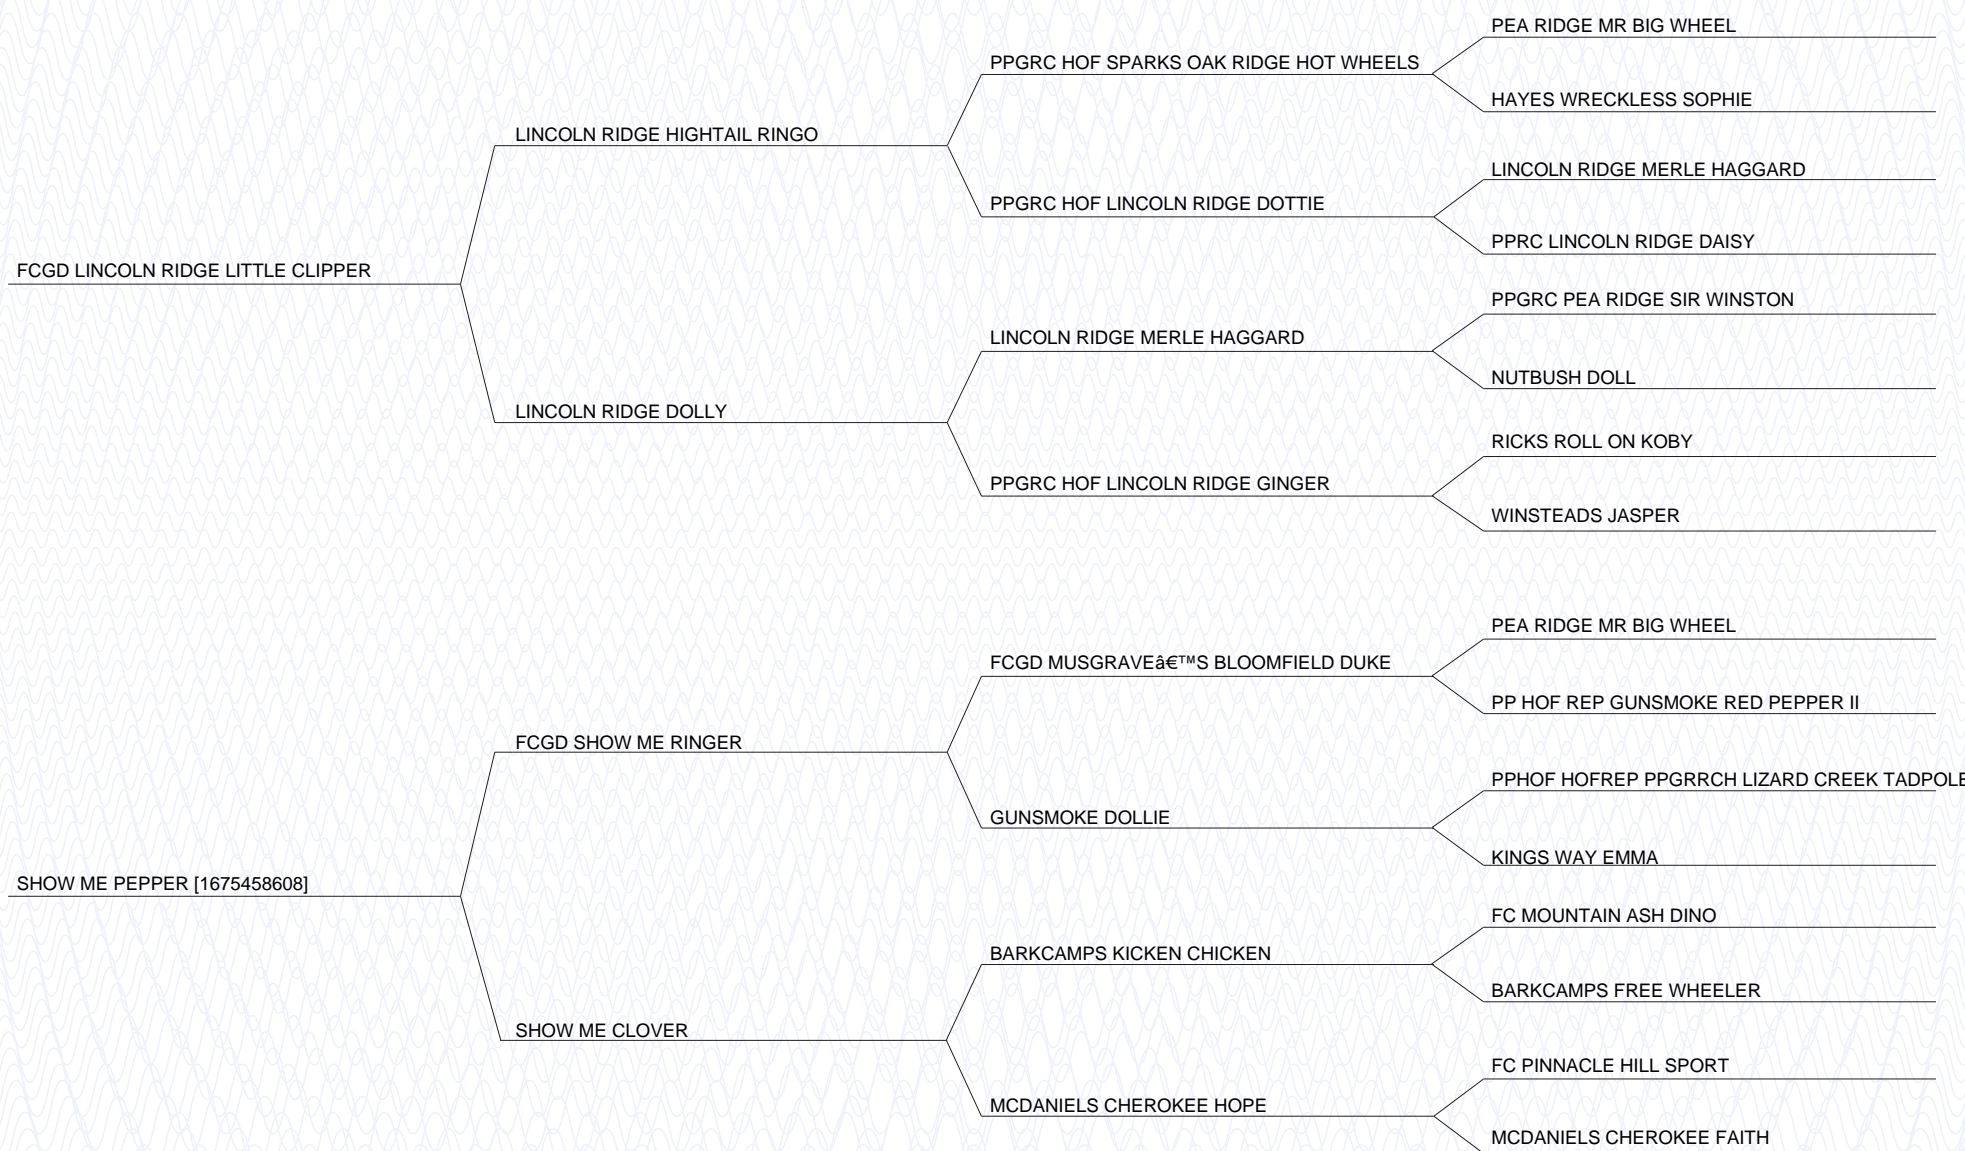 PEA RIDGE MR BIG WHEEL
PPGRC HOF SPARKS OAK RIDGE HOT WHEELS
HAYES WRECKLESS SOPHIE
LINCOLN RIDGE HIGHTAIL RINGO
LINCOLN RIDGE MERLE HAGGARD
PPGRC HOF LINCOLN RIDGE DOTTIE
PPRC LINCOLN RIDGE DAISY
FCGD LINCOLN RIDGE LITTLE CLIPPER
PPGRC PEA RIDGE SIR WINSTON
LINCOLN RIDGE MERLE HAGGARD
NUTBUSH DOLL
LINCOLN RIDGE DOLLY
RICKS ROLL ON KOBY
PPGRC HOF LINCOLN RIDGE GINGER
WINSTEADS JASPER
PEA RIDGE MR BIG WHEEL
FCGD MUSGRAVEâ€™S BLOOMFIELD DUKE
PP HOF REP GUNSMOKE RED PEPPER II
FCGD SHOW ME RINGER
PPHOF HOFREP PPGRRCH LIZARD CREEK TADPOLE
GUNSMOKE DOLLIE
KINGS WAY EMMA
SHOW ME PEPPER [1675458608]
FC MOUNTAIN ASH DINO
BARKCAMPS KICKEN CHICKEN
BARKCAMPS FREE WHEELER
SHOW ME CLOVER
FC PINNACLE HILL SPORT
MCDANIELS CHEROKEE HOPE
MCDANIELS CHEROKEE FAITH